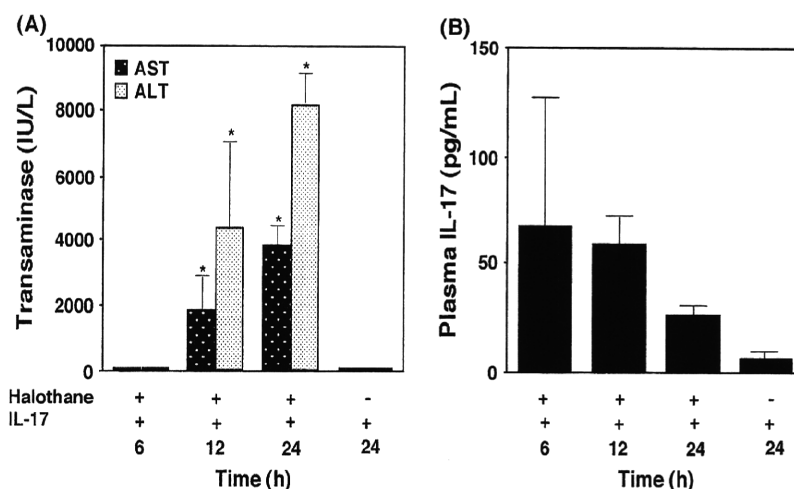 (A)
10000
8000
6000
4000
2000
0
Transaminase (IU/L)
AST
ALT
*
*
*
*
Halothane + + + -
IL-17 + + + +
6 12 24 24
Time (h)
(B)
150
100
50
0
Plasma IL-17 (pg/mL)
+ + + -
+ + + +
6 12 24 24
Time (h)